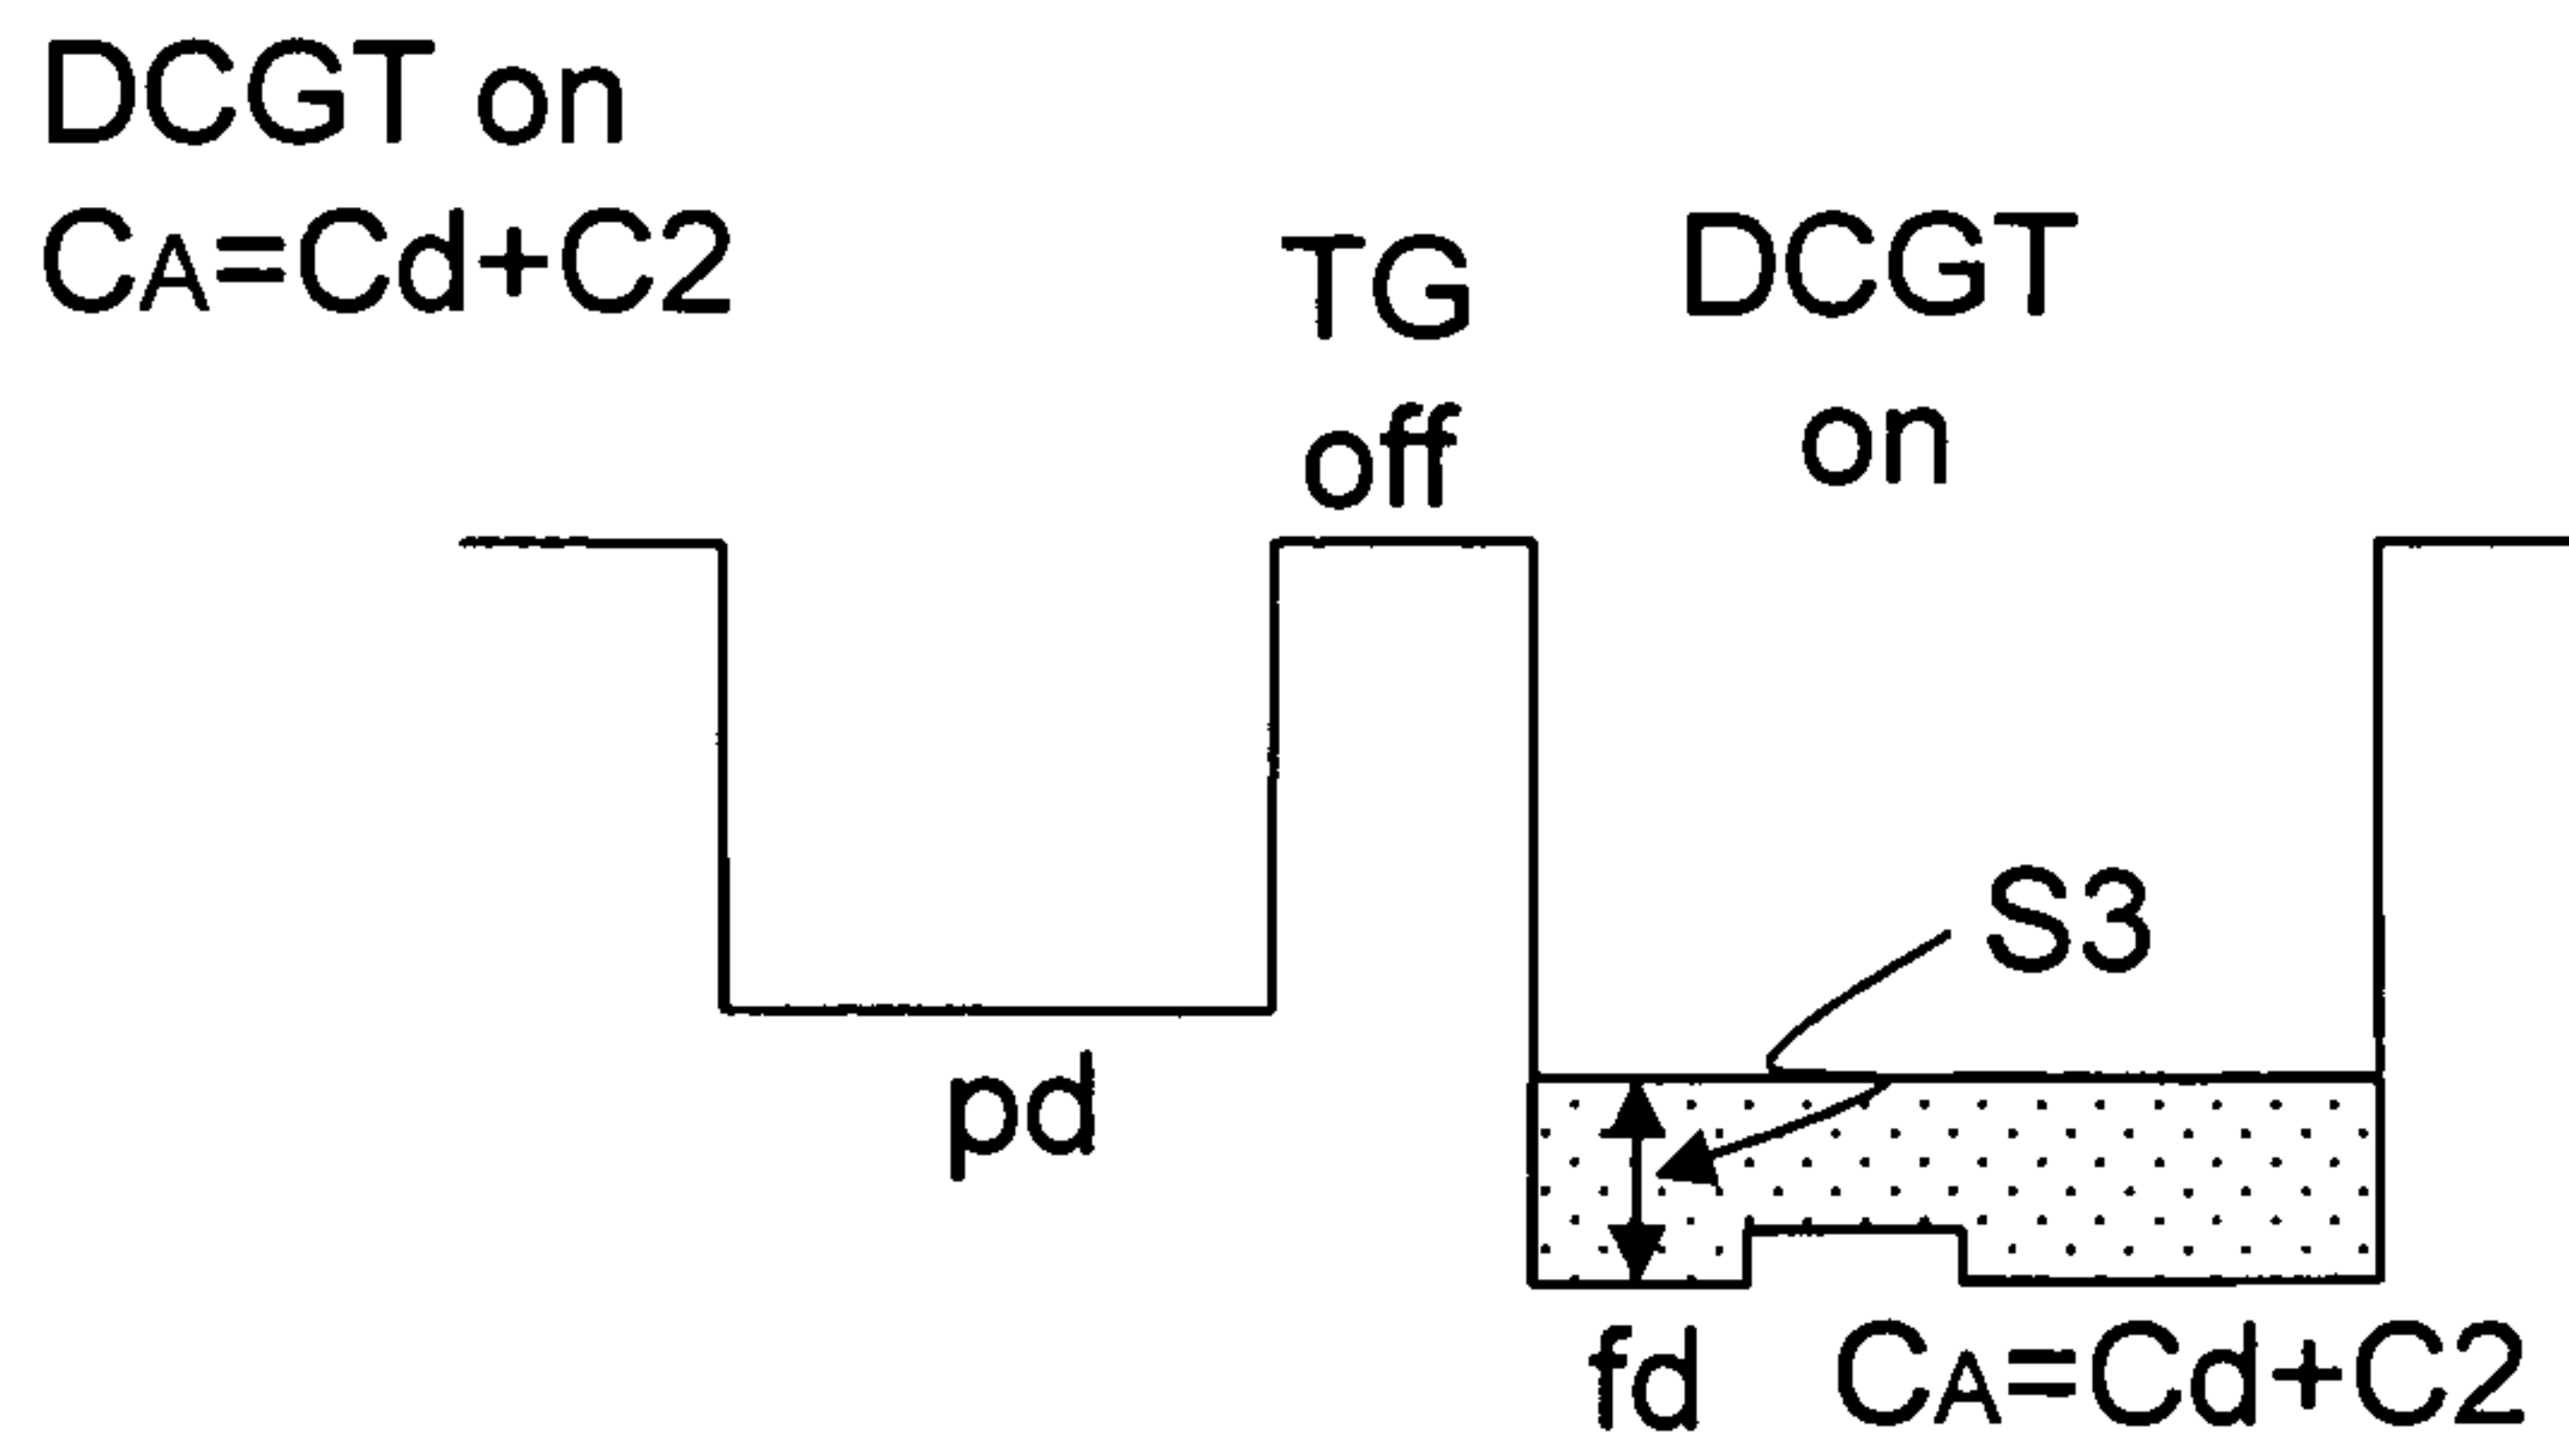 DCGT on
CA=Cd+C2
TG
off
DCGT
on
S3
pd
fd
CA=Cd+C2